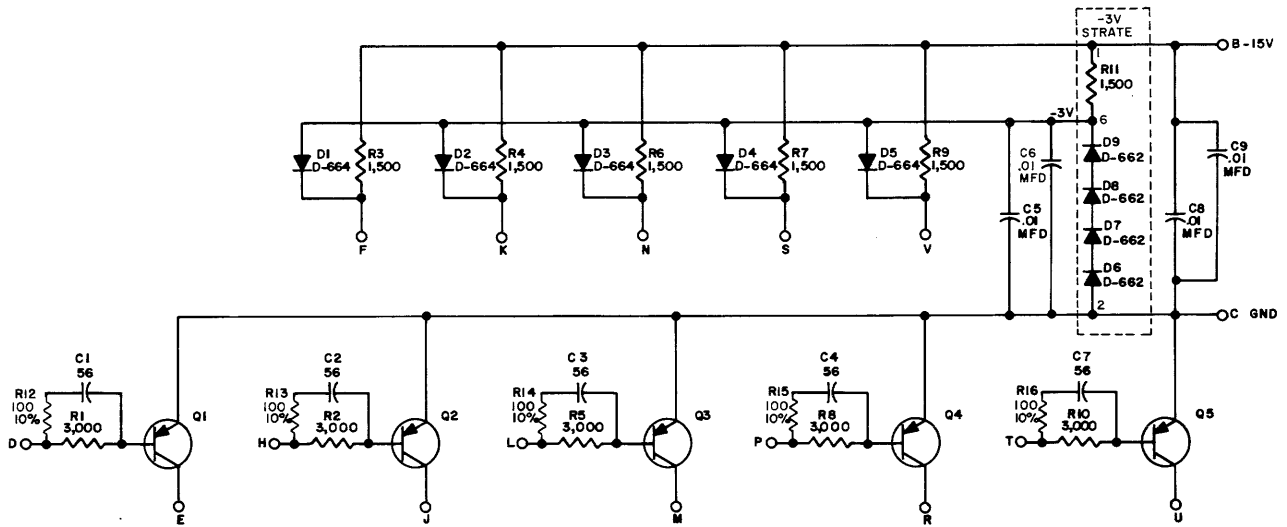 -3V
STRATE
B -15V
1
R11
1,500
-3V
6
D1
D-664
R3
1,500
D2
D-664
R4
1,500
D3
D-664
R6
1,500
D4
D-664
R7
1,500
D5
D-664
R9
1,500
C6
.01
MFD
D9
D-662
C9
.01
MFD
D8
D-662
C5
.01
MFD
D7
D-662
C8
.01
MFD
D6
D-662
F
K
N
S
V
2
C GND
C1
56
R12
100
10%
R1
3,000
Q1
D
E
C2
56
R13
100
10%
R2
3,000
Q2
H
J
C3
56
R14
100
10%
R5
3,000
Q3
L
M
C4
56
R15
100
10%
R8
3,000
Q4
P
R
C7
56
R16
100
10%
R10
3,000
Q5
T
U